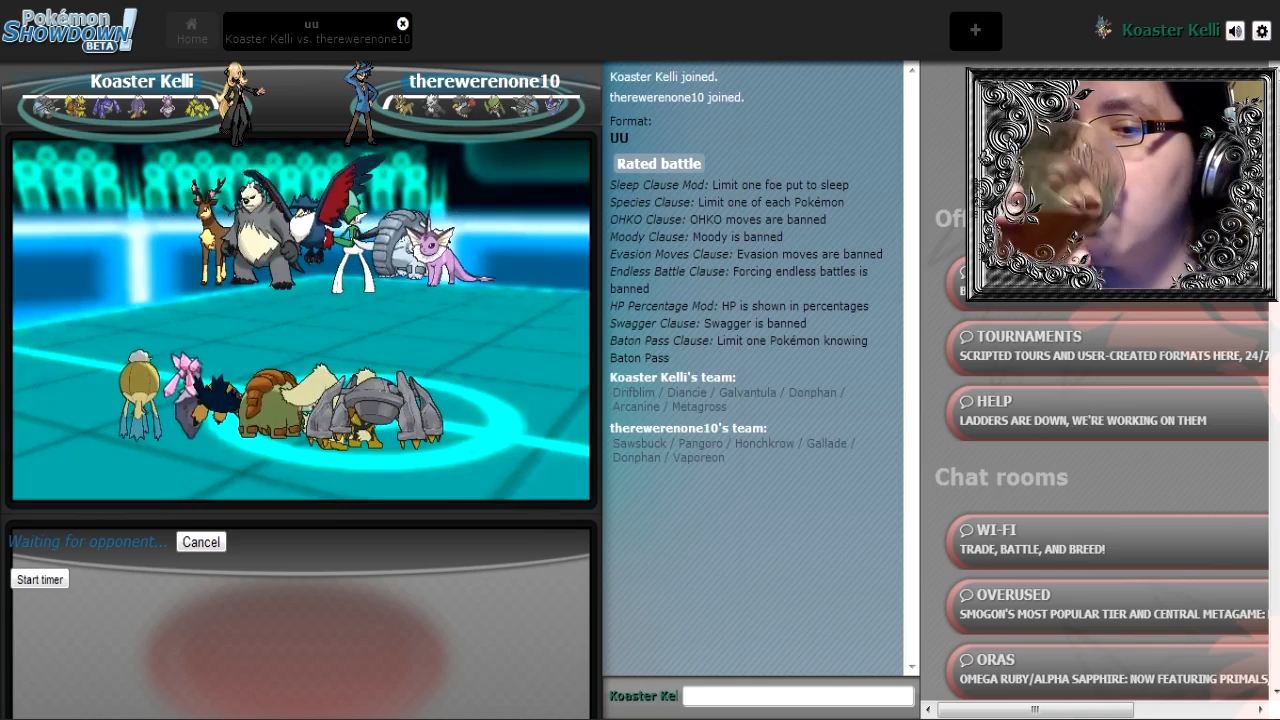 Pokémon
SHOWDOWN!
BETA
Home
uu
Koaster Kelli vs. therewerenone10
+
Koaster Kelli
Koaster Kelli
therewerenone10
Koaster Kelli joined.
therewerenone10 joined.
Format:
UU
Rated battle
Sleep Clause Mod: Limit one foe put to sleep
Species Clause: Limit one of each Pokémon
OHKO Clause: OHKO moves are banned
Moody Clause: Moody is banned
Evasion Moves Clause: Evasion moves are banned
Endless Battle Clause: Forcing endless battles is
banned
HP Percentage Mod: HP is shown in percentages
Swagger Clause: Swagger is banned
Baton Pass Clause: Limit one Pokémon knowing
Baton Pass
Koaster Kelli's team:
Drifblim / Diancie / Galvantula / Donphan /
Arcanine / Metagross
therewerenone10's team:
Sawsbuck / Pangoro / Honchkrow / Gallade /
Donphan / Vaporeon
Waiting for opponent... Cancel
Start timer
Koaster Kel
Of
TOURNAMENTS
SCRIPTED TOURS AND USER-CREATED FORMATS HERE, 24/7
HELP
LADDERS ARE DOWN, WE'RE WORKING ON THEM
Chat rooms
WI-FI
TRADE, BATTLE, AND BREED!
OVERUSED
SMOGON'S MOST POPULAR TIER AND CENTRAL METAGAME:
ORAS
OMEGA RUBY/ALPHA SAPPHIRE: NOW FEATURING PRIMALS,